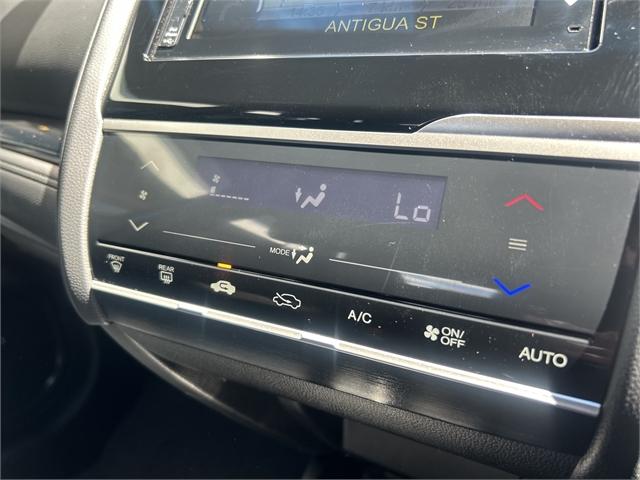 ANTIGUA ST
Lo
MODE
FRONT
REAR
A/C
ON/
OFF
AUTO